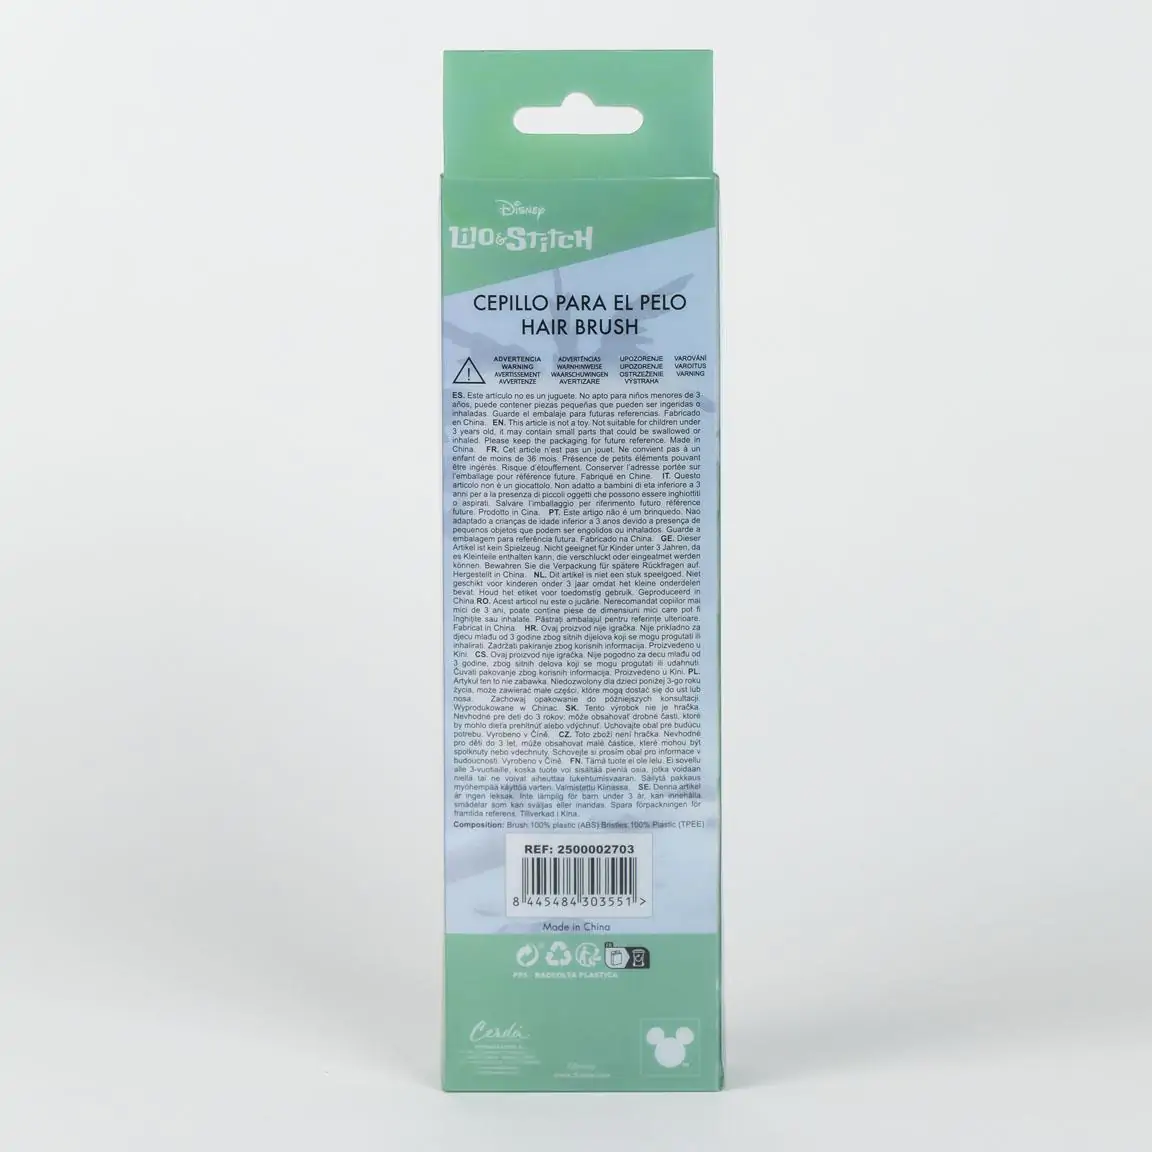 Disney
Lilo & Stitch
CEPILLO PARA EL PELO
HAIR BRUSH
ADVERTENCIA ADVERTÊNCIAS UPOZORENJE VAROVÁNÍ
WARNING WARNHINWEISE UPOZORENJE VAROITUS
AVERTISSEMENT WAARSCHUWINGEN OSTRZEŻENIE VARNING
AVVERTENZE AVERTIZARE VÝSTRAHA
ES. Este artículo no es un juguete. No apto para niños menores de 3
años, puede contener piezas pequeñas que pueden ser ingeridas o
inhaladas. Guarde el embalaje para futuras referencias. Fabricado
en China. EN. This article is not a toy. Not suitable for children under
3 years old, it may contain small parts that could be swallowed or
inhaled. Please keep the packaging for future reference. Made in
China. FR. Cet article n'est pas un jouet. Ne convient pas à un
enfant de moins de 36 mois. Présence de petits éléments pouvant
être ingérés. Risque d'étouffement. Conserver l'adresse portée sur
l'emballage pour référence future. Fabriqué en Chine. IT. Questo
articolo non è un giocattolo. Non adatto a bambini di eta inferiore a 3
anni per a la presenza di piccoli oggetti che possono essere inghiottiti
o aspirati. Salvare l'imballaggio per riferimento futuro référence
future. Prodotto in Cina. PT. Este artigo não é um brinquedo. Nao
adaptado a crianças de idade inferior a 3 anos devido a presença de
pequenos objetos que podem ser engolidos ou inhalados. Guarde a
embalagem para referência futura. Fabricado na China. GE. Dieser
Artikel ist kein Spielzeug. Nicht geeignet für Kinder unter 3 Jahren, da
es Kleinteile enthalten kann, die verschluckt oder eingeatmet werden
können. Bewahren Sie die Verpackung für spätere Rückfragen auf.
Hergestellt in China. NL. Dit artikel is niet een stuk speelgoed. Niet
geschikt voor kinderen onder 3 jaar omdat het kleine onderdelen
bevat. Houd het etiket voor toedomstig gebruik. Geproduceerd in
China RO. Acest articol nu este o jucărie. Nerecomandat copiilor mai
mici de 3 ani, poate conține piese de dimensiuni mici care pot fi
înghițite sau inhalate. Păstrați ambalajul pentru referințe ulterioare.
Fabricat in China. HR. Ovaj proizvod nije igračka. Nije prikladno za
djecu mlađu od 3 godine zbog sitnih dijelova koji se mogu progutati ili
inhalirati. Zadržati pakiranje zbog korisnih informacija. Proizvedeno u
Kini. CS. Ovaj proizvod nije igračka. Nije pogodno za decu mlađu od
3 godine, zbog sitnih delova koji se mogu progutati ili udahnuti.
Čuvati pakovanje zbog korisnih informacija. Proizvedeno u Kini. PL.
Artykuł ten to nie zabawka. Niedozwolony dla dzieci poniżej 3-go roku
życia, może zawierać małe części, które mogą dostać się do ust lub
nosa. Zachowaj opakowanie do późniejszych konsultacji.
Wyprodukowane w Chinac. SK. Tento výrobok nie je hračka.
Nevhodné pre deti do 3 rokov: môže obsahovať drobné časti, ktoré
by mohlo dieťa prehltnúť alebo vdýchnuť. Uchovajte obal pre budúcu
potrebu. Vyrobeno v Číně. CZ. Toto zboží není hračka. Nevhodné
pro děti do 3 let, může obsahovat malé částice, které mohou být
spolknuty nebo vdechnuty. Schovejte si prosím obal pro informace v
budoucnosti. Vyrobeno v Číně. FN. Tämä tuote ei ole lelu. Ei sovellu
alle 3-vuotiaille, koska tuote voi sisältää pieniä osia, jotka voidaan
niellä tai ne voivat aiheuttaa tukehtumisvaaran. Säilytä pakkaus
myöhempää käyttöä varten. Valmistettu Kiinassa. SE. Denna artikel
är ingen leksak. Inte lämplig för barn under 3 år, kan innehålla
smådelar som kan sväljas eller inandas. Spara förpackningen för
framtida referens. Tillverkad i Kina.
Composition: Brush 100% plastic (ABS) Bristles 100% Plastic (TPEE)
REF: 2500002703
8 445484 303551 >
Made in China
PP5 - RACCOLTA PLASTICA
Cerdá